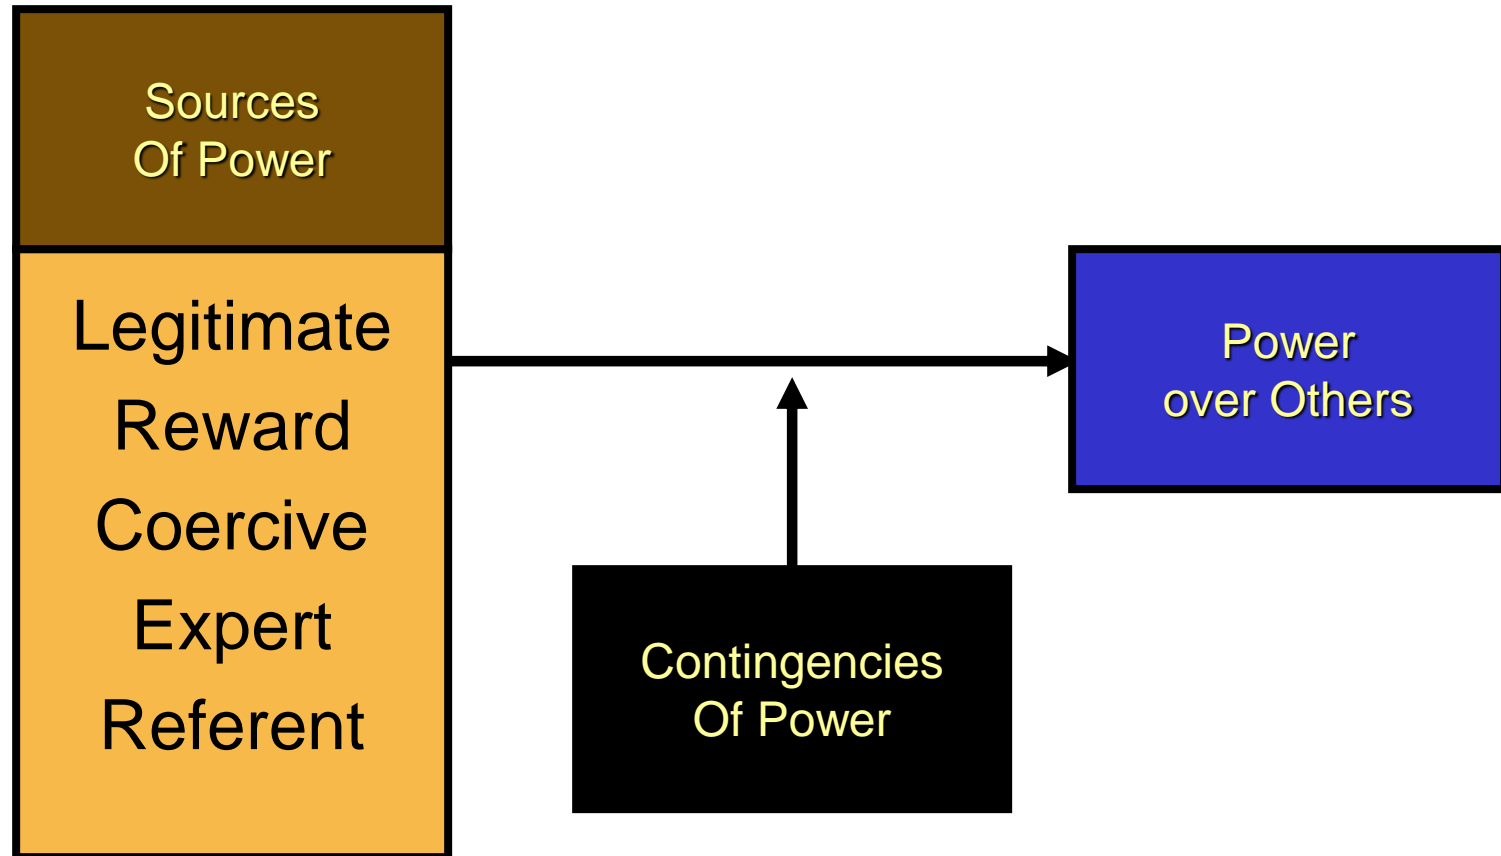 Sources
Of Power
Legitimate
Reward
Coercive
Expert
Referent
Power
over Others
Contingencies
Of Power